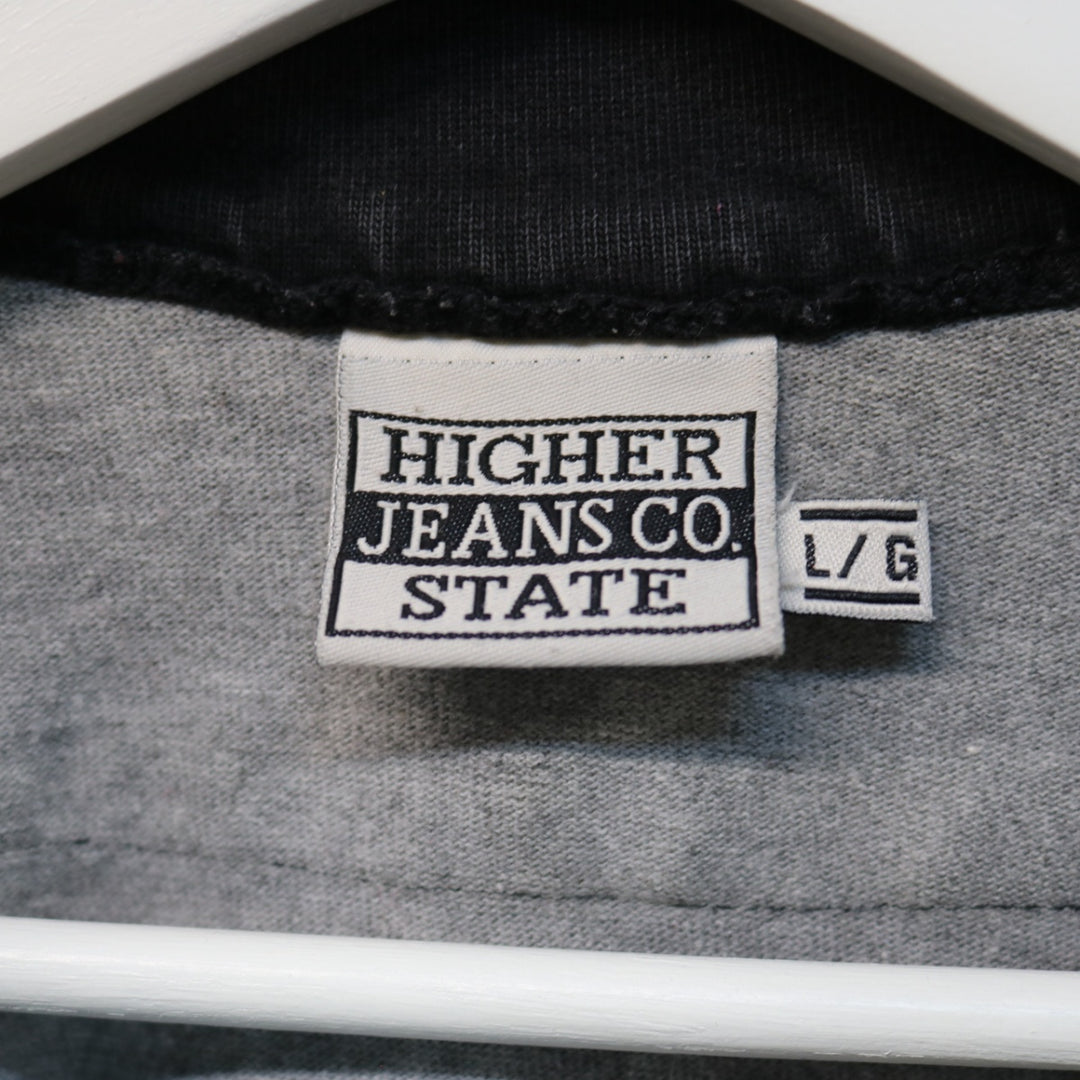 HIGHER
JEANS CO.
STATE
L/G